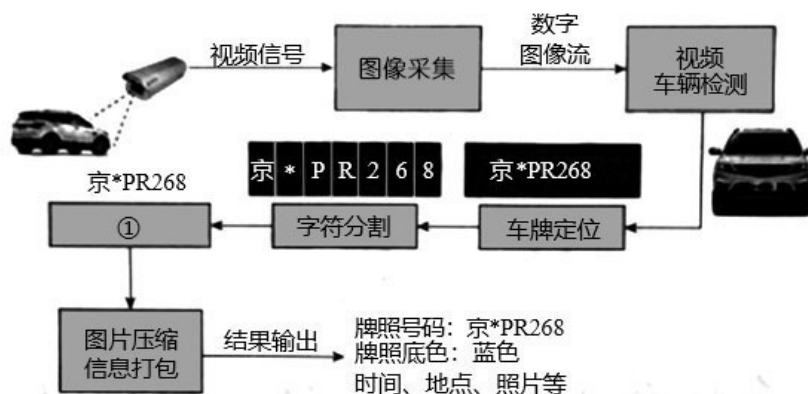 视频信号
图像采集
数字
图像流
视频
车辆检测
京*PR268
京*PR268
京*PR268
①
字符分割
车牌定位
图片压缩
信息打包
结果输出
牌照号码：京*PR268
牌照底色：蓝色
时间、地点、照片等